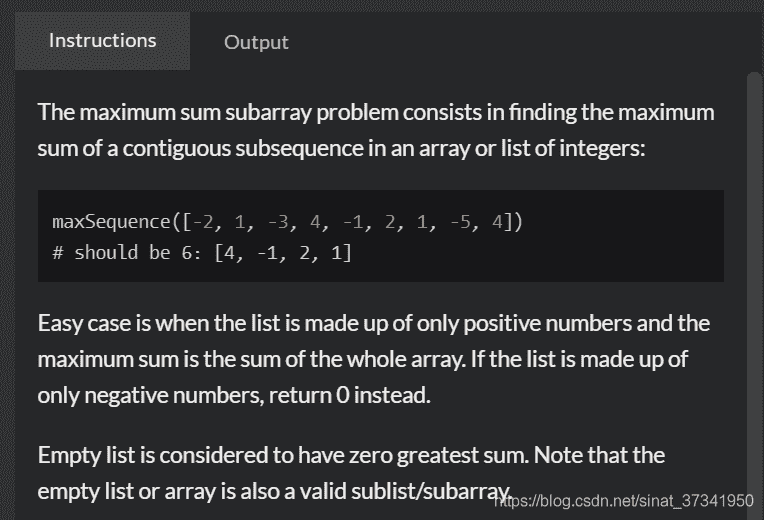 Instructions
Output
The maximum sum subarray problem consists in finding the maximum
sum of a contiguous subsequence in an array or list of integers:
maxSequence([-2, 1, -3, 4, -1, 2, 1, -5, 4])
# should be 6: [4, -1, 2, 1]
Easy case is when the list is made up of only positive numbers and the
maximum sum is the sum of the whole array. If the list is made up of
only negative numbers, return 0 instead.
Empty list is considered to have zero greatest sum. Note that the
empty list or array is also a valid sublist/subarray.
https://blog.csdn.net/sinat_37341950